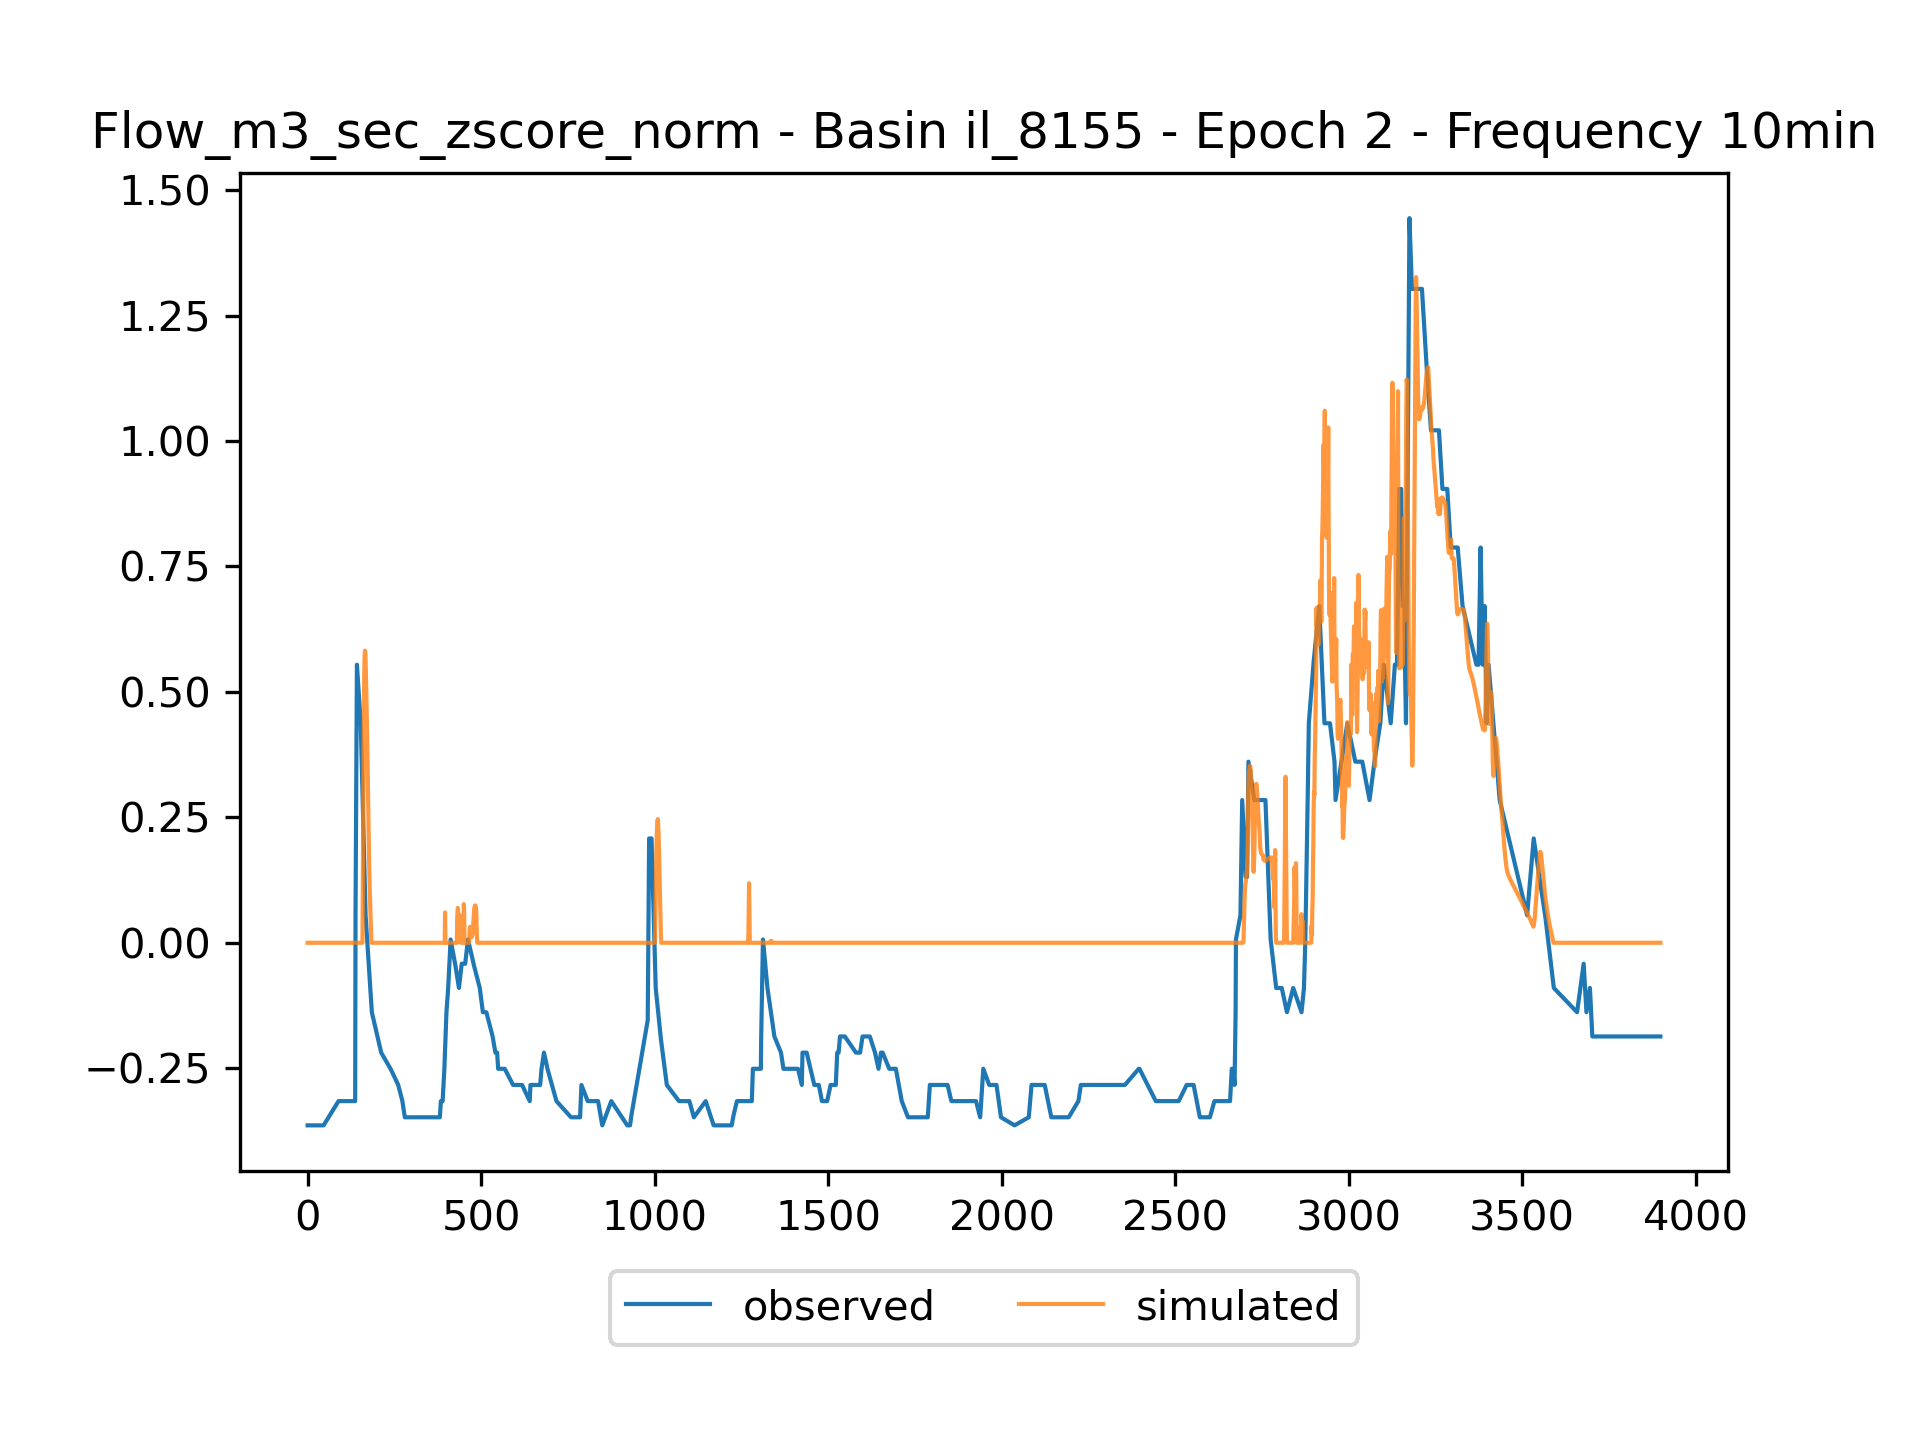 Flow_m3_sec_zscore_norm - Basin il_8155 - Epoch 2 - Frequency 10min
1.50
1.25
1.00
0.75
0.50
0.25
0.00
−0.25
0 500 1000 1500 2000 2500 3000 3500 4000
observed simulated